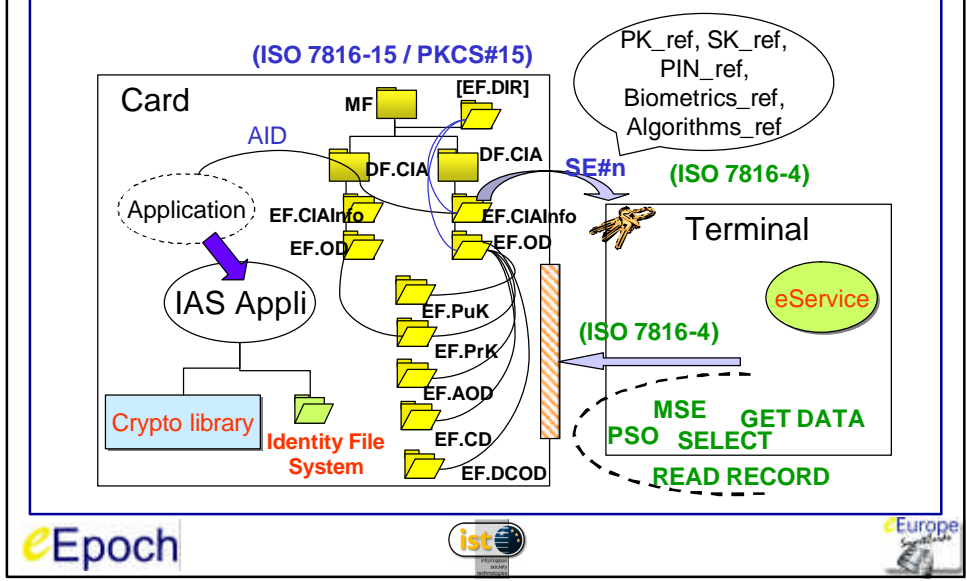 (ISO 7816-15 / PKCS#15)
PK_ref, SK_ref,
PIN_ref,
Biometrics_ref,
Algorithms_ref
Card
MF
[EF.DIR]
AID
DF.CIA
DF.CIA
SE#n
(ISO 7816-4)
Application
EF.CIAInfo
EF.CIAInfo
EF.OD
EF.OD
Terminal
IAS Appli
eService
EF.PuK
(ISO 7816-4)
EF.PrK
EF.AOD
MSE
GET DATA
Crypto library
PSO
SELECT
Identity File
System
EF.CD
EF.DCOD
READ RECORD
eEpoch
ist
information
society
technologies
eEurope